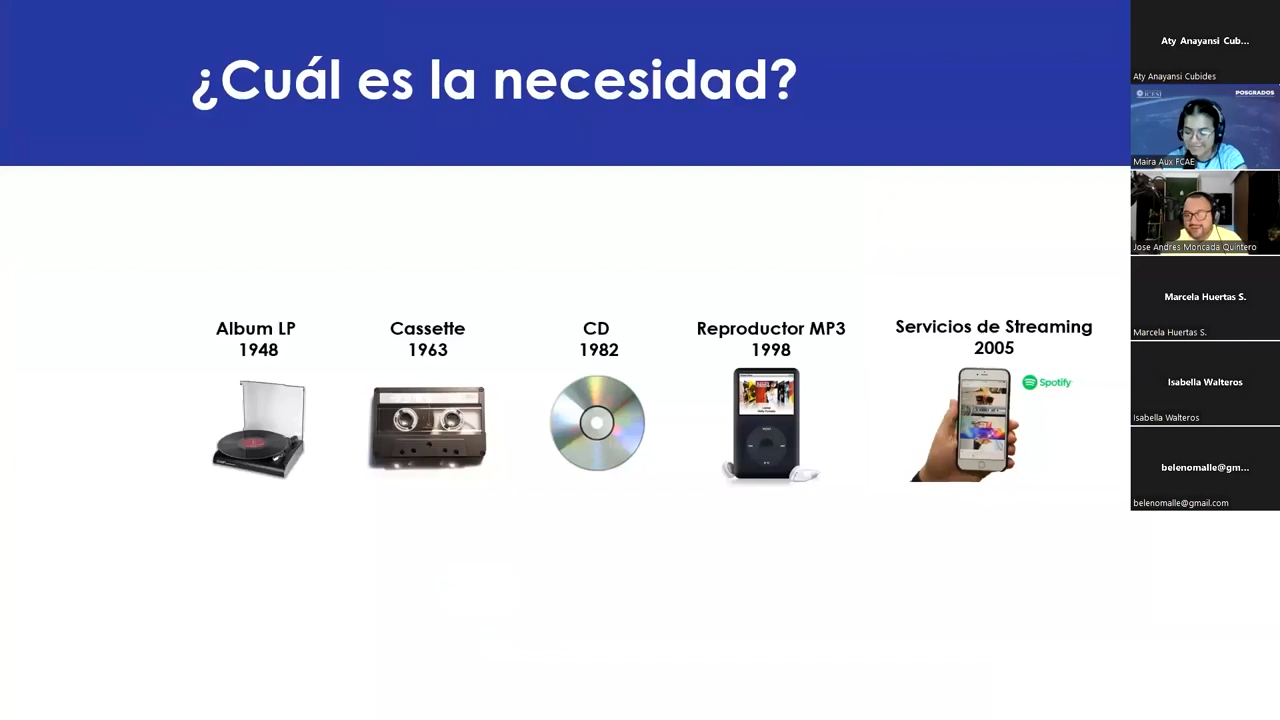 ¿Cuál es la necesidad?
Album LP
1948
Cassette
1963
CD
1982
Reproductor MP3
1998
Servicios de Streaming
2005
Spotify
Aty Anayansi Cub...
Aty Anayansi Cubides
ICESI
POSGRADOS
Maira Aux FCAE
Jose Andres Moncada Quintero
Marcela Huertas S.
Marcela Huertas S.
Isabella Walteros
Isabella Walteros
belenomalle@gm...
belenomalle@gmail.com